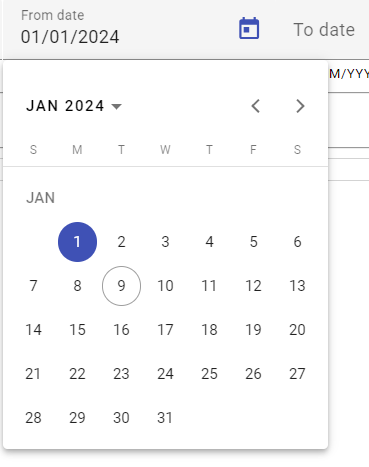 From date
01/01/2024
To date
M/YYY
JAN 2024
S M T W T F S
JAN
1 2 3 4 5 6
7 8 9 10 11 12 13
14 15 16 17 18 19 20
21 22 23 24 25 26 27
28 29 30 31